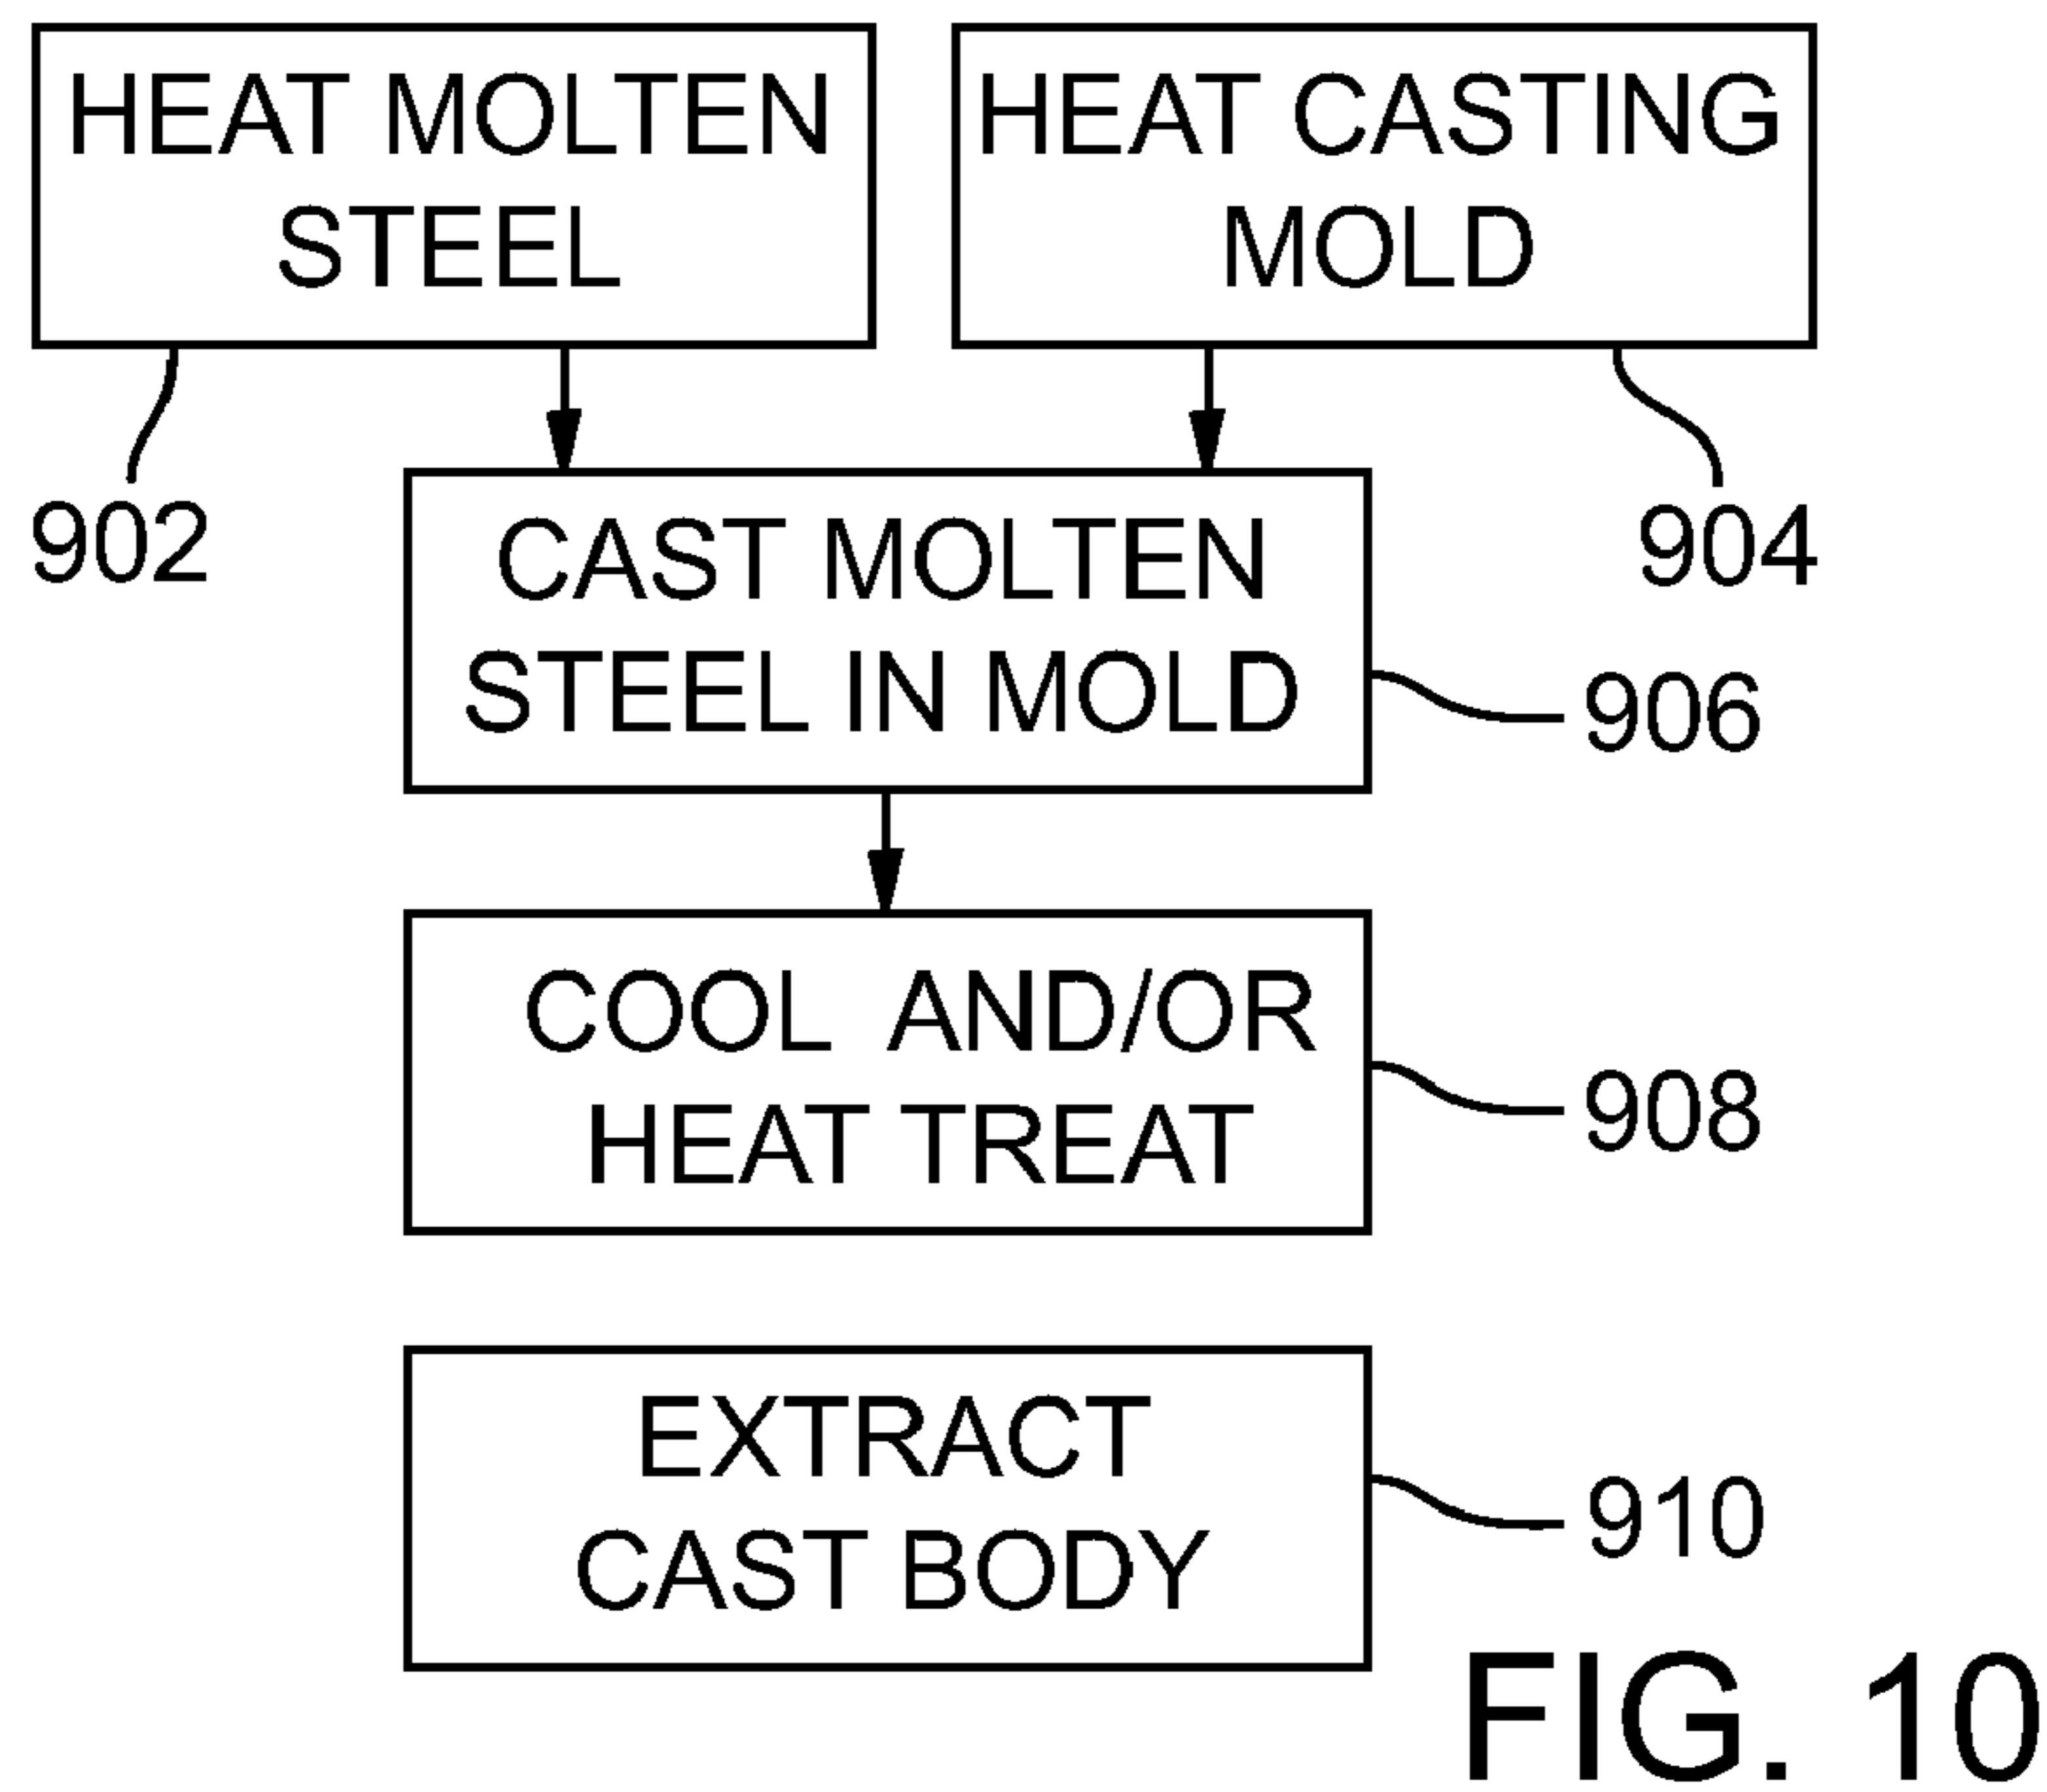 HEAT MOLTEN
STEEL
HEAT CASTING
MOLD
902
904
CAST MOLTEN
STEEL IN MOLD
906
COOL AND/OR
HEAT TREAT
908
EXTRACT
CAST BODY
910
FIG. 10